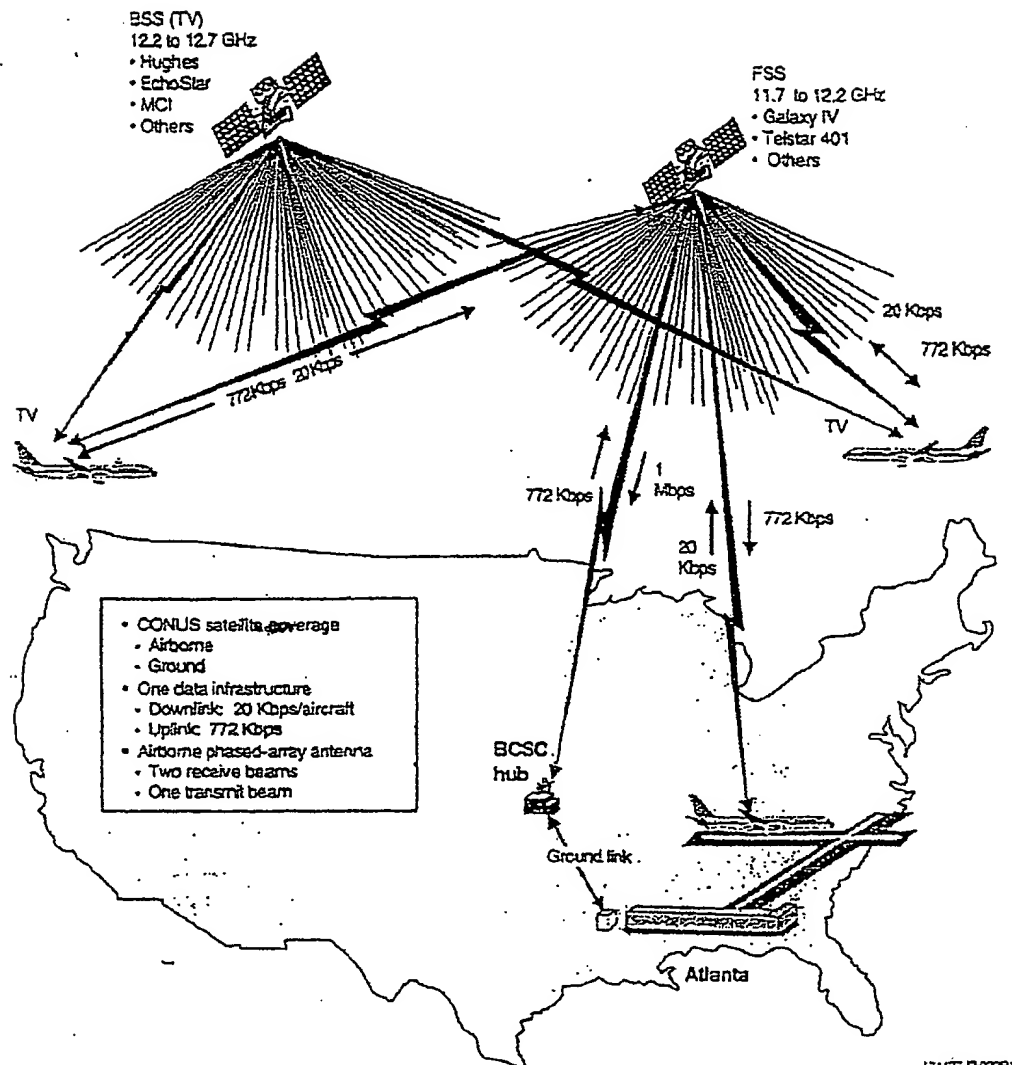 BSS (TV)
12.2 to 12.7 GHz
• Hughes
• EchoStar
• MCI
• Others
FSS
11.7 to 12.2 GHz
• Galaxy IV
• Telstar 401
• Others
20 Kbps
772 Kbps
772 Kbps 20 Kbps
TV
TV
772 Kbps
1
Mbps
20
Kbps
772 Kbps
• CONUS satellite coverage
• Airborne
• Ground
• One data infrastructure
• Downlink: 20 Kbps/aircraft
• Uplink: 772 Kbps
• Airborne phased-array antenna
• Two receive beams
• One transmit beam
BCSC
hub
Ground link
Atlanta